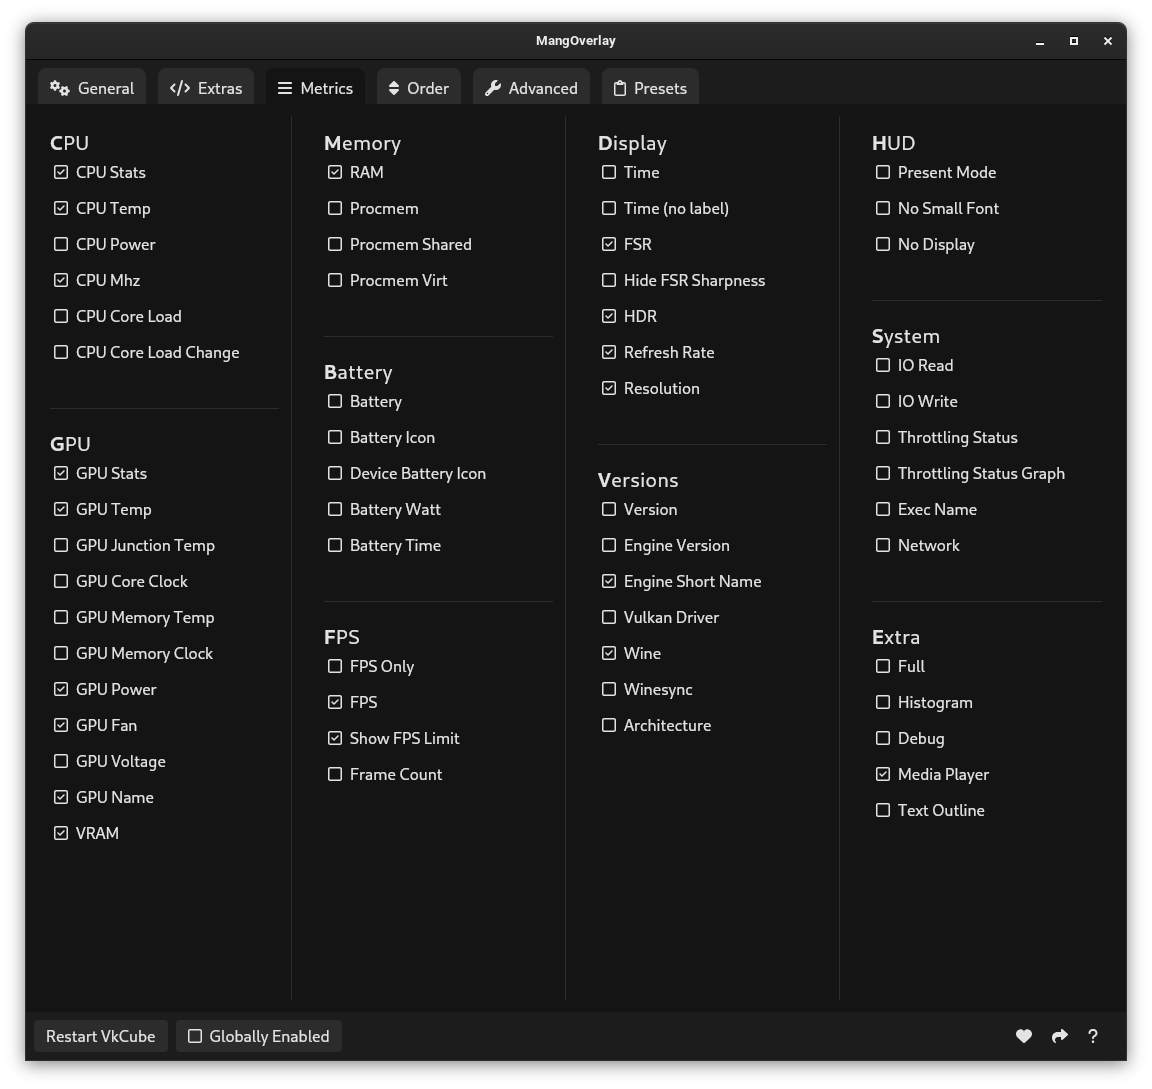 MangOverlay
General
Extras
Metrics
Order
Advanced
Presets
CPU
CPU Stats
CPU Temp
CPU Power
CPU Mhz
CPU Core Load
CPU Core Load Change
GPU
GPU Stats
GPU Temp
GPU Junction Temp
GPU Core Clock
GPU Memory Temp
GPU Memory Clock
GPU Power
GPU Fan
GPU Voltage
GPU Name
VRAM
Memory
RAM
Procmem
Procmem Shared
Procmem Virt
Battery
Battery
Battery Icon
Device Battery Icon
Battery Watt
Battery Time
FPS
FPS Only
FPS
Show FPS Limit
Frame Count
Display
Time
Time (no label)
FSR
Hide FSR Sharpness
HDR
Refresh Rate
Resolution
Versions
Version
Engine Version
Engine Short Name
Vulkan Driver
Wine
Winesync
Architecture
HUD
Present Mode
No Small Font
No Display
System
IO Read
IO Write
Throttling Status
Throttling Status Graph
Exec Name
Network
Extra
Full
Histogram
Debug
Media Player
Text Outline
Restart VkCube
Globally Enabled
?